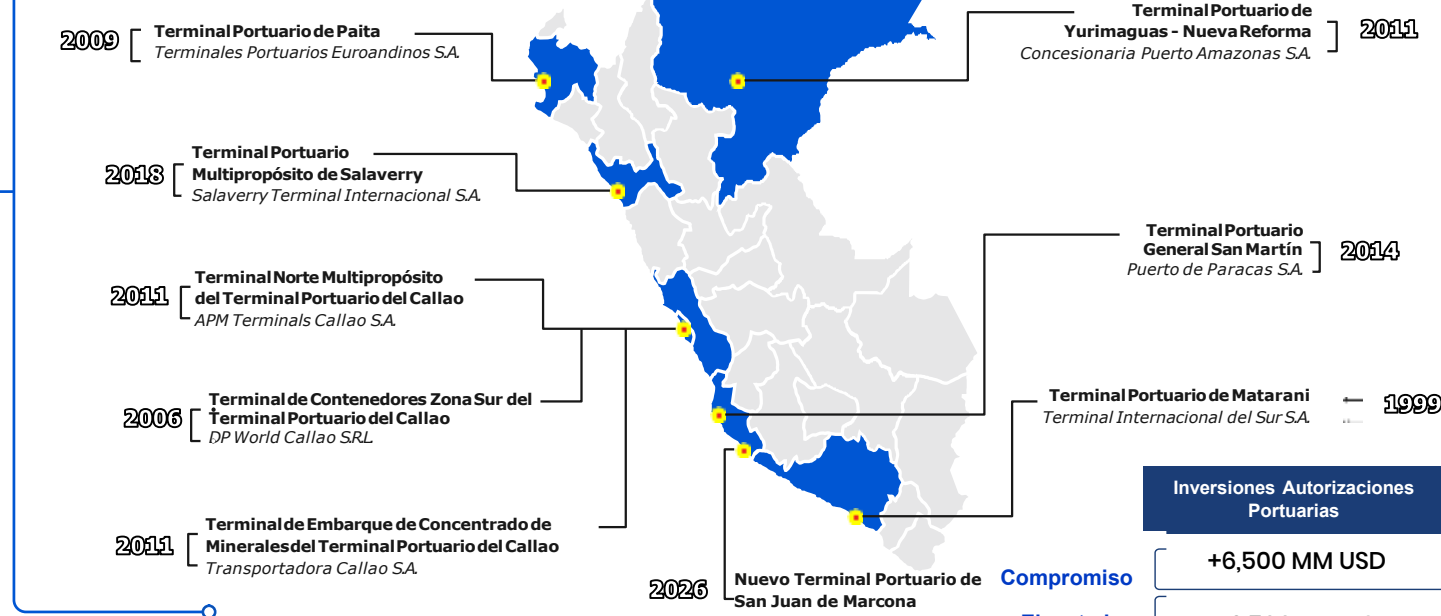 2009
Terminal Portuario de Paita
Terminales Portuarios Euroandinos S.A.
Terminal Portuario de
Yurimaguas - Nueva Reforma
Concesionaria Puerto Amazonas S.A.
2011
2018
Terminal Portuario
Multipropósito de Salaverry
Salaverry Terminal Internacional S.A.
Terminal Portuario
General San Martín
Puerto de Paracas S.A.
2014
2011
Terminal Norte Multipropósito
del Terminal Portuario del Callao
APM Terminals Callao S.A.
2006
Terminal de Contenedores Zona Sur del
Terminal Portuario del Callao
DP World Callao S.R.L.
Terminal Portuario de Matarani
Terminal Internacional del Sur S.A.
1999
2011
Terminal de Embarque de Concentrado de
Minerales del Terminal Portuario del Callao
Transportadora Callao S.A.
2026
Nuevo Terminal Portuario de
San Juan de Marcona
Inversiones Autorizaciones
Portuarias
Compromiso
+6,500 MM USD